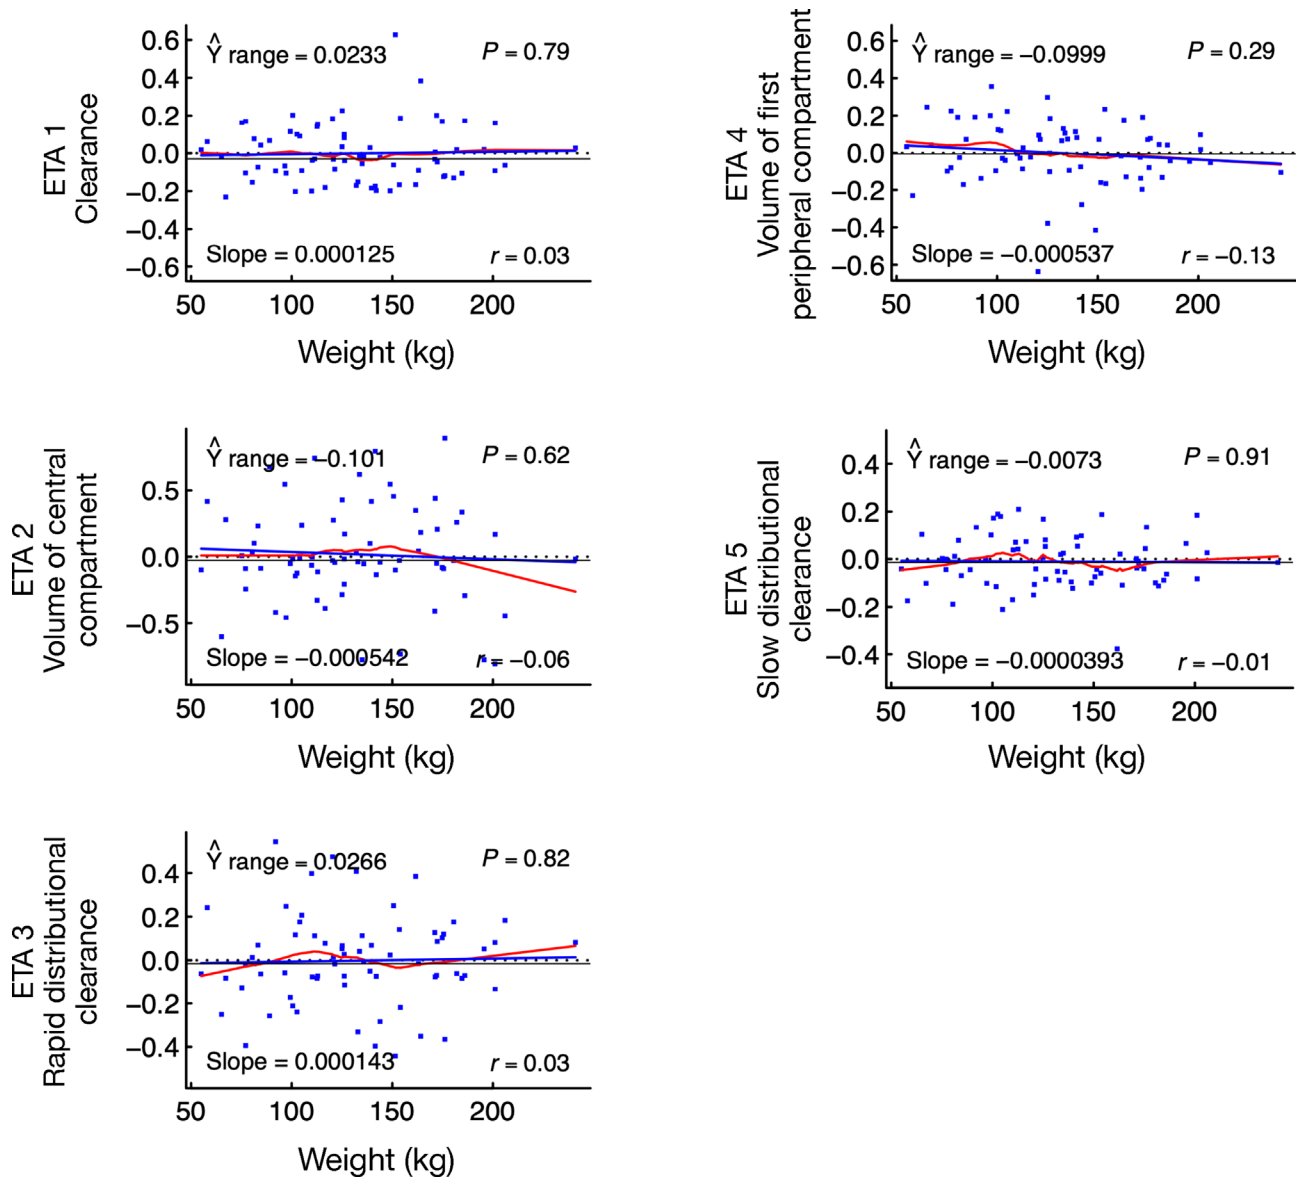 ETA 1
Clearance
Ŷ range = 0.0233
P = 0.79
0.6
0.4
0.2
0.0
−0.2
−0.4
−0.6
Slope = 0.000125
r = 0.03
50 100 150 200
Weight (kg)
ETA 4
Volume of first
peripheral compartment
Ŷ range = −0.0999
P = 0.29
0.6
0.4
0.2
0.0
−0.2
−0.4
−0.6
Slope = −0.000537
r = −0.13
50 100 150 200
Weight (kg)
ETA 2
Volume of central
compartment
Ŷ range = −0.101
P = 0.62
0.5
0.0
−0.5
Slope = −0.000542
r = −0.06
50 100 150 200
Weight (kg)
ETA 5
Slow distributional
clearance
Ŷ range = −0.0073
P = 0.91
0.4
0.2
0.0
−0.2
−0.4
Slope = −0.0000393
r = −0.01
50 100 150 200
Weight (kg)
ETA 3
Rapid distributional
clearance
Ŷ range = 0.0266
P = 0.82
0.4
0.2
0.0
−0.2
−0.4
Slope = 0.000143
r = 0.03
50 100 150 200
Weight (kg)